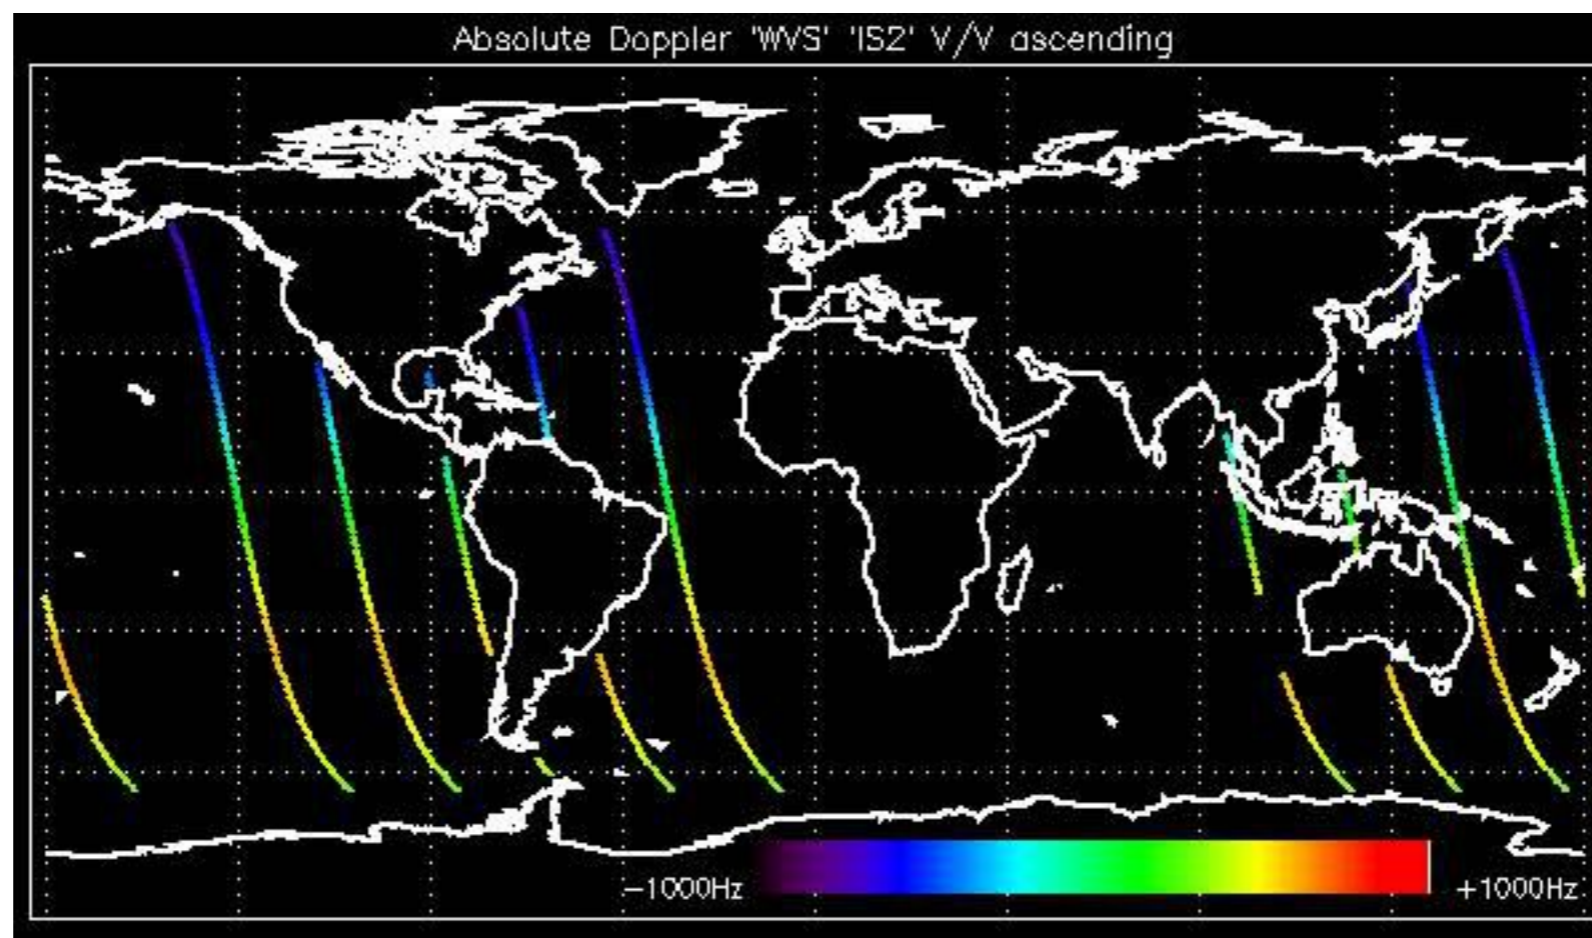 Absolute Doppler 'WVS' 'IS2' V/V ascending
−1000Hz +1000Hz